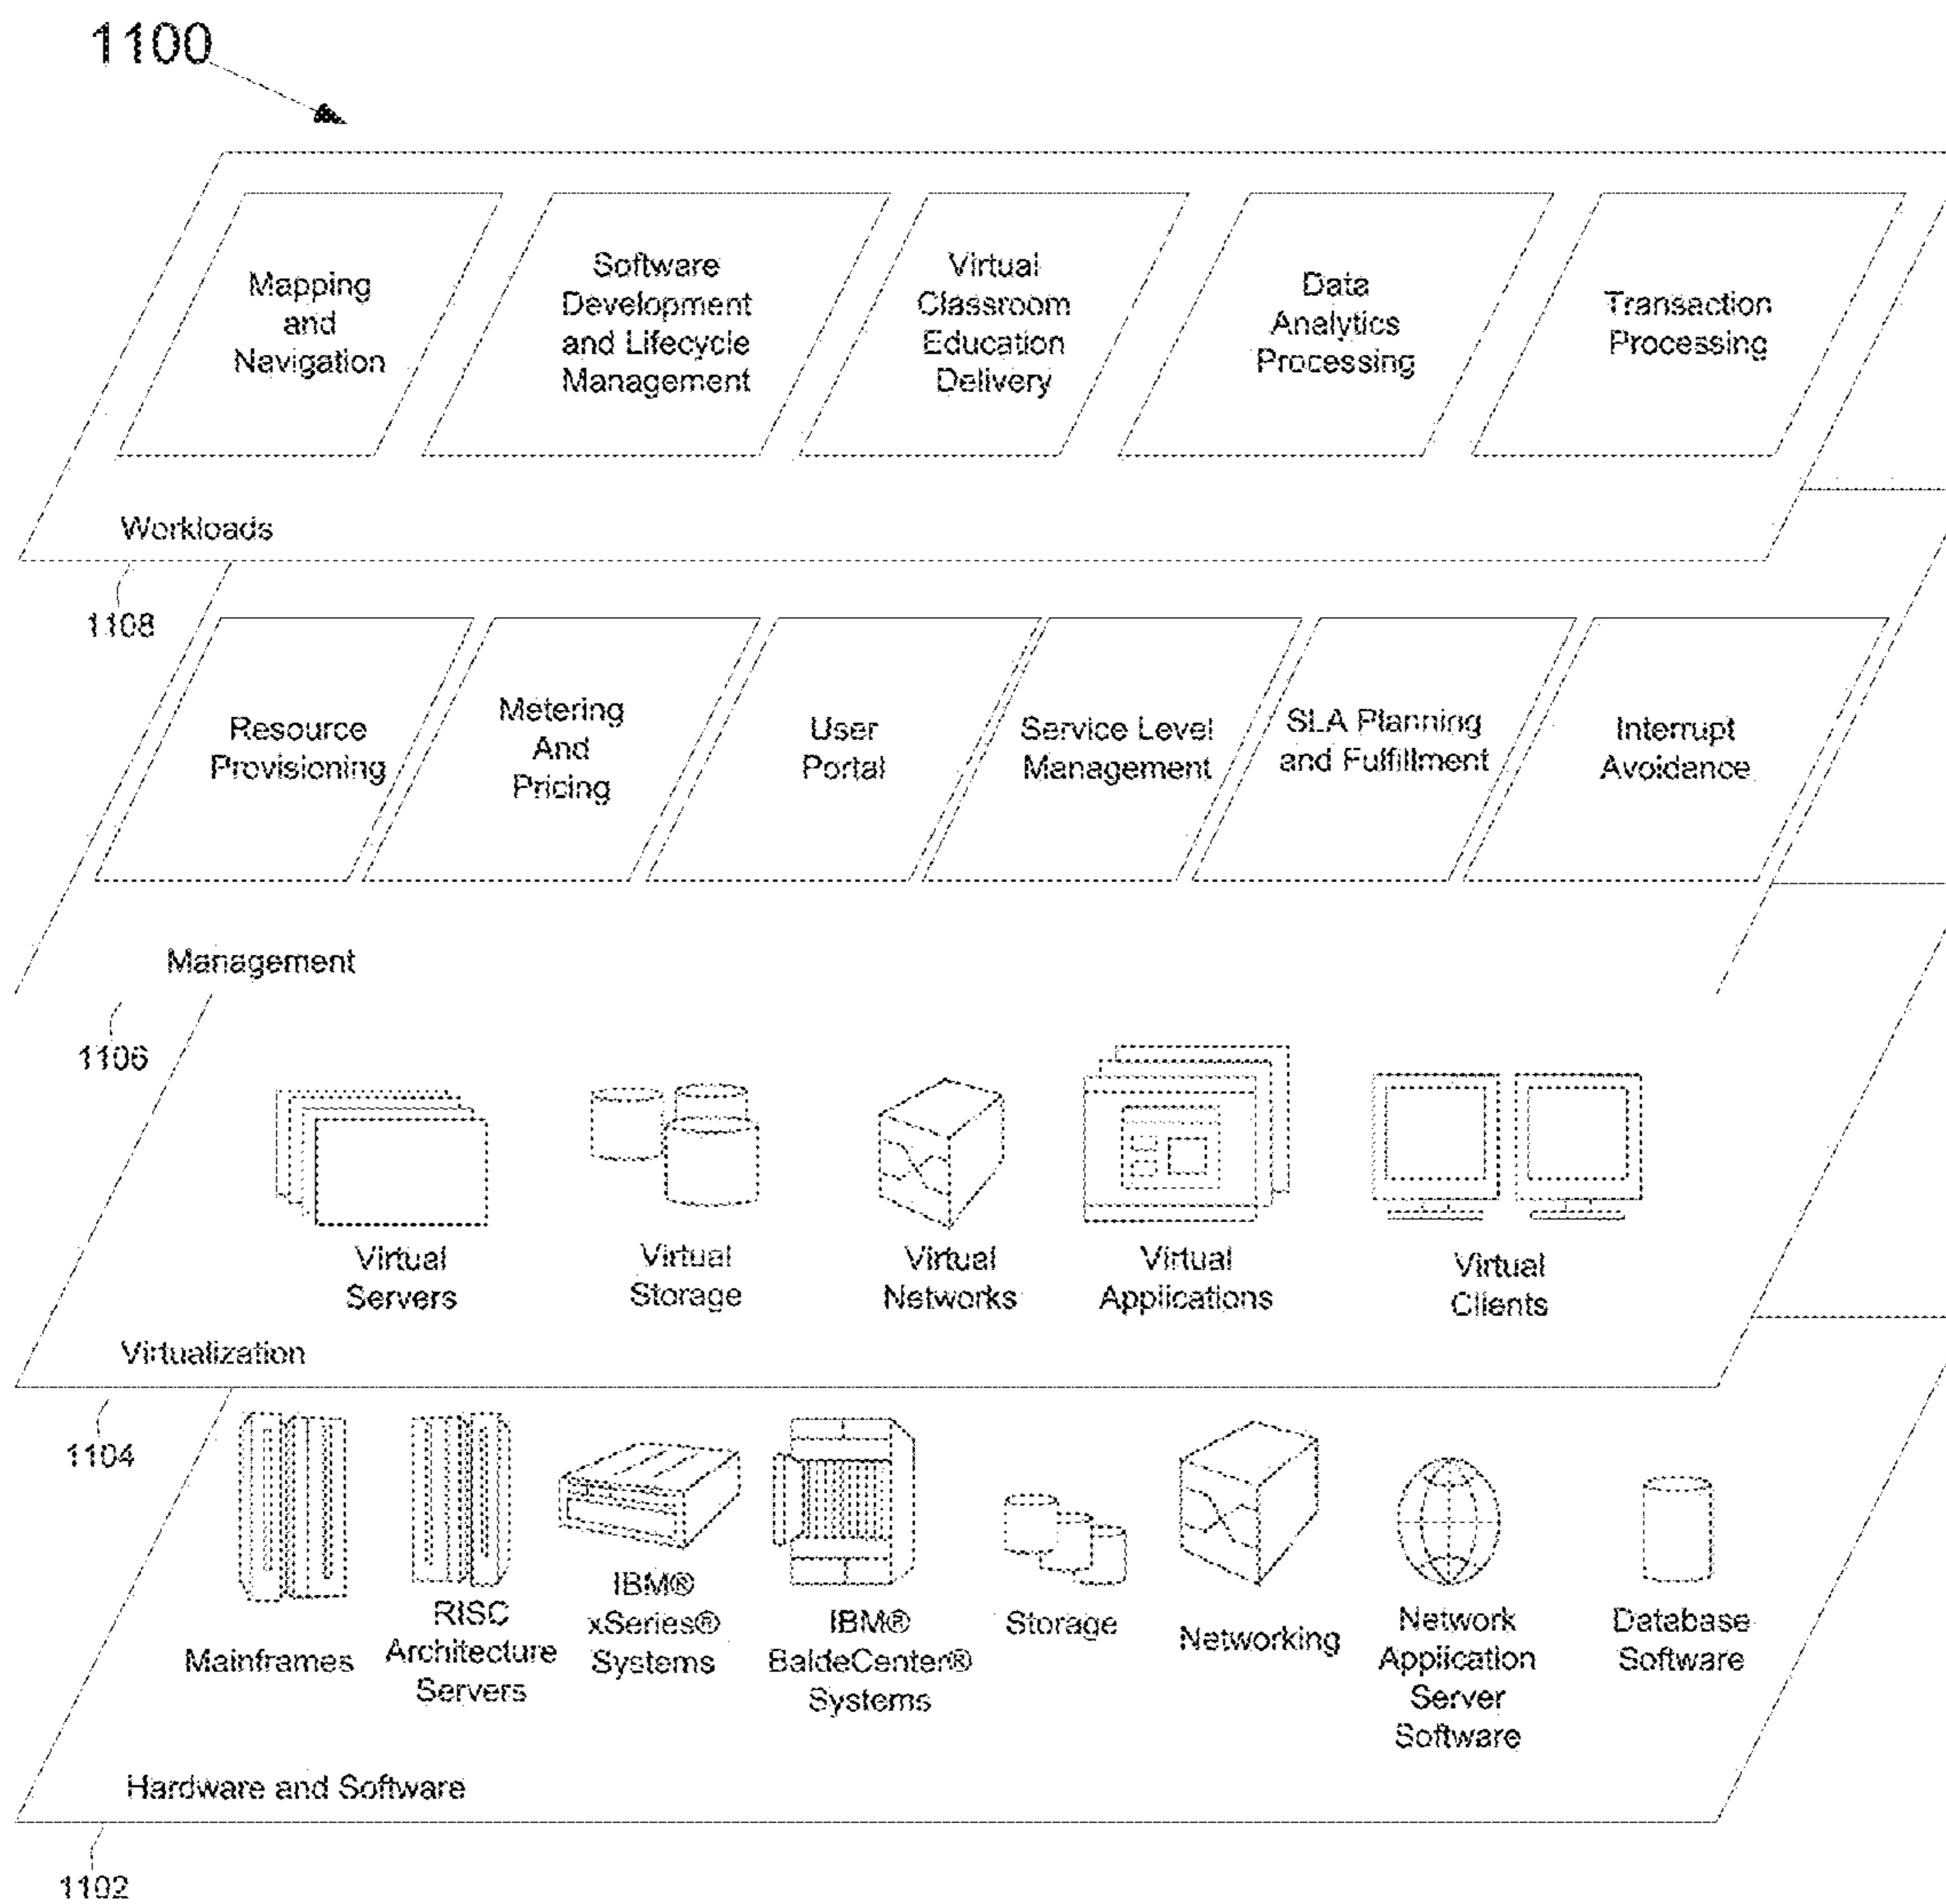 1100
Mapping
and
Navigation
Software
Development
and Lifecycle
Management
Virtual
Classroom
Education
Delivery
Data
Analytics
Processing
Transaction
Processing
Workloads
1108
Resource
Provisioning
Metering
And
Pricing
User
Portal
Service Level
Management
SLA Planning
and Fulfillment
Interrupt
Avoidance
Management
1106
Virtual
Servers
Virtual
Storage
Virtual
Networks
Virtual
Applications
Virtual
Clients
Virtualization
1104
Mainframes
RISC
Architecture
Servers
IBM®
xSeries®
Systems
IBM®
BaldeCenter®
Systems
Storage
Networking
Network
Application
Server
Software
Database
Software
Hardware and Software
1102